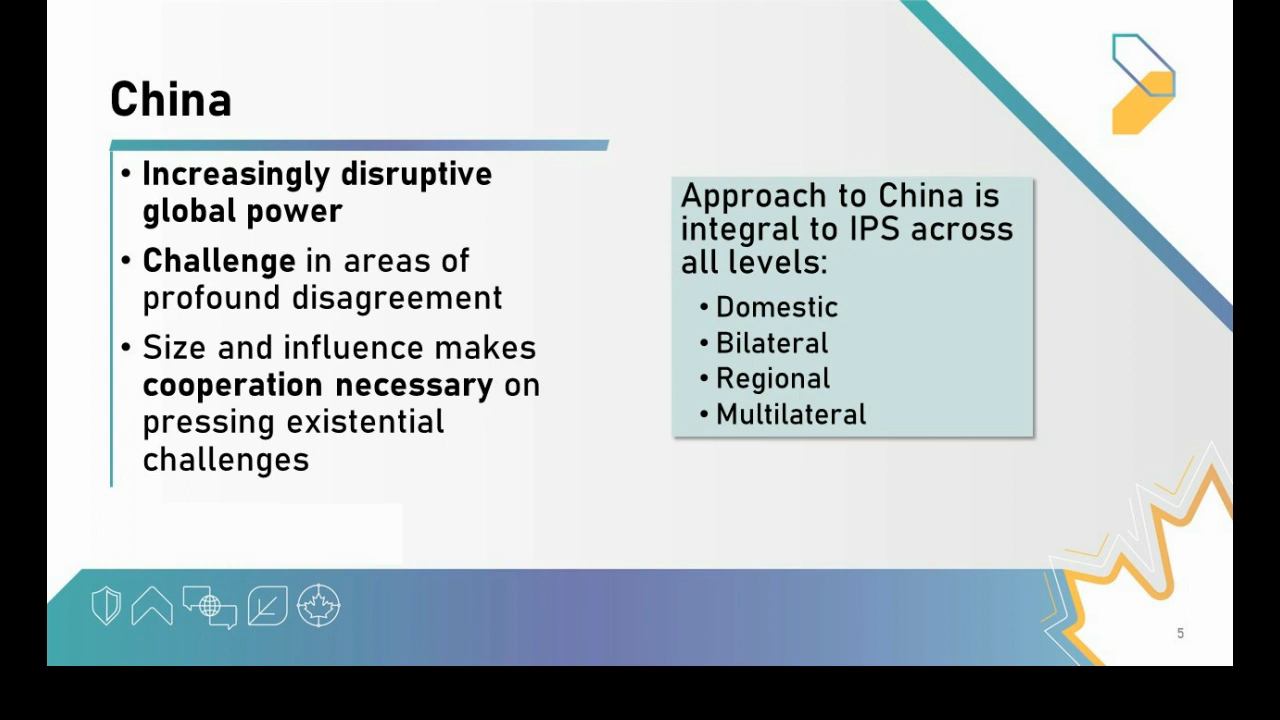 China
• Increasingly disruptive
global power
• Challenge in areas of
profound disagreement
• Size and influence makes
cooperation necessary on
pressing existential
challenges
Approach to China is
integral to IPS across
all levels:
• Domestic
• Bilateral
• Regional
• Multilateral
5